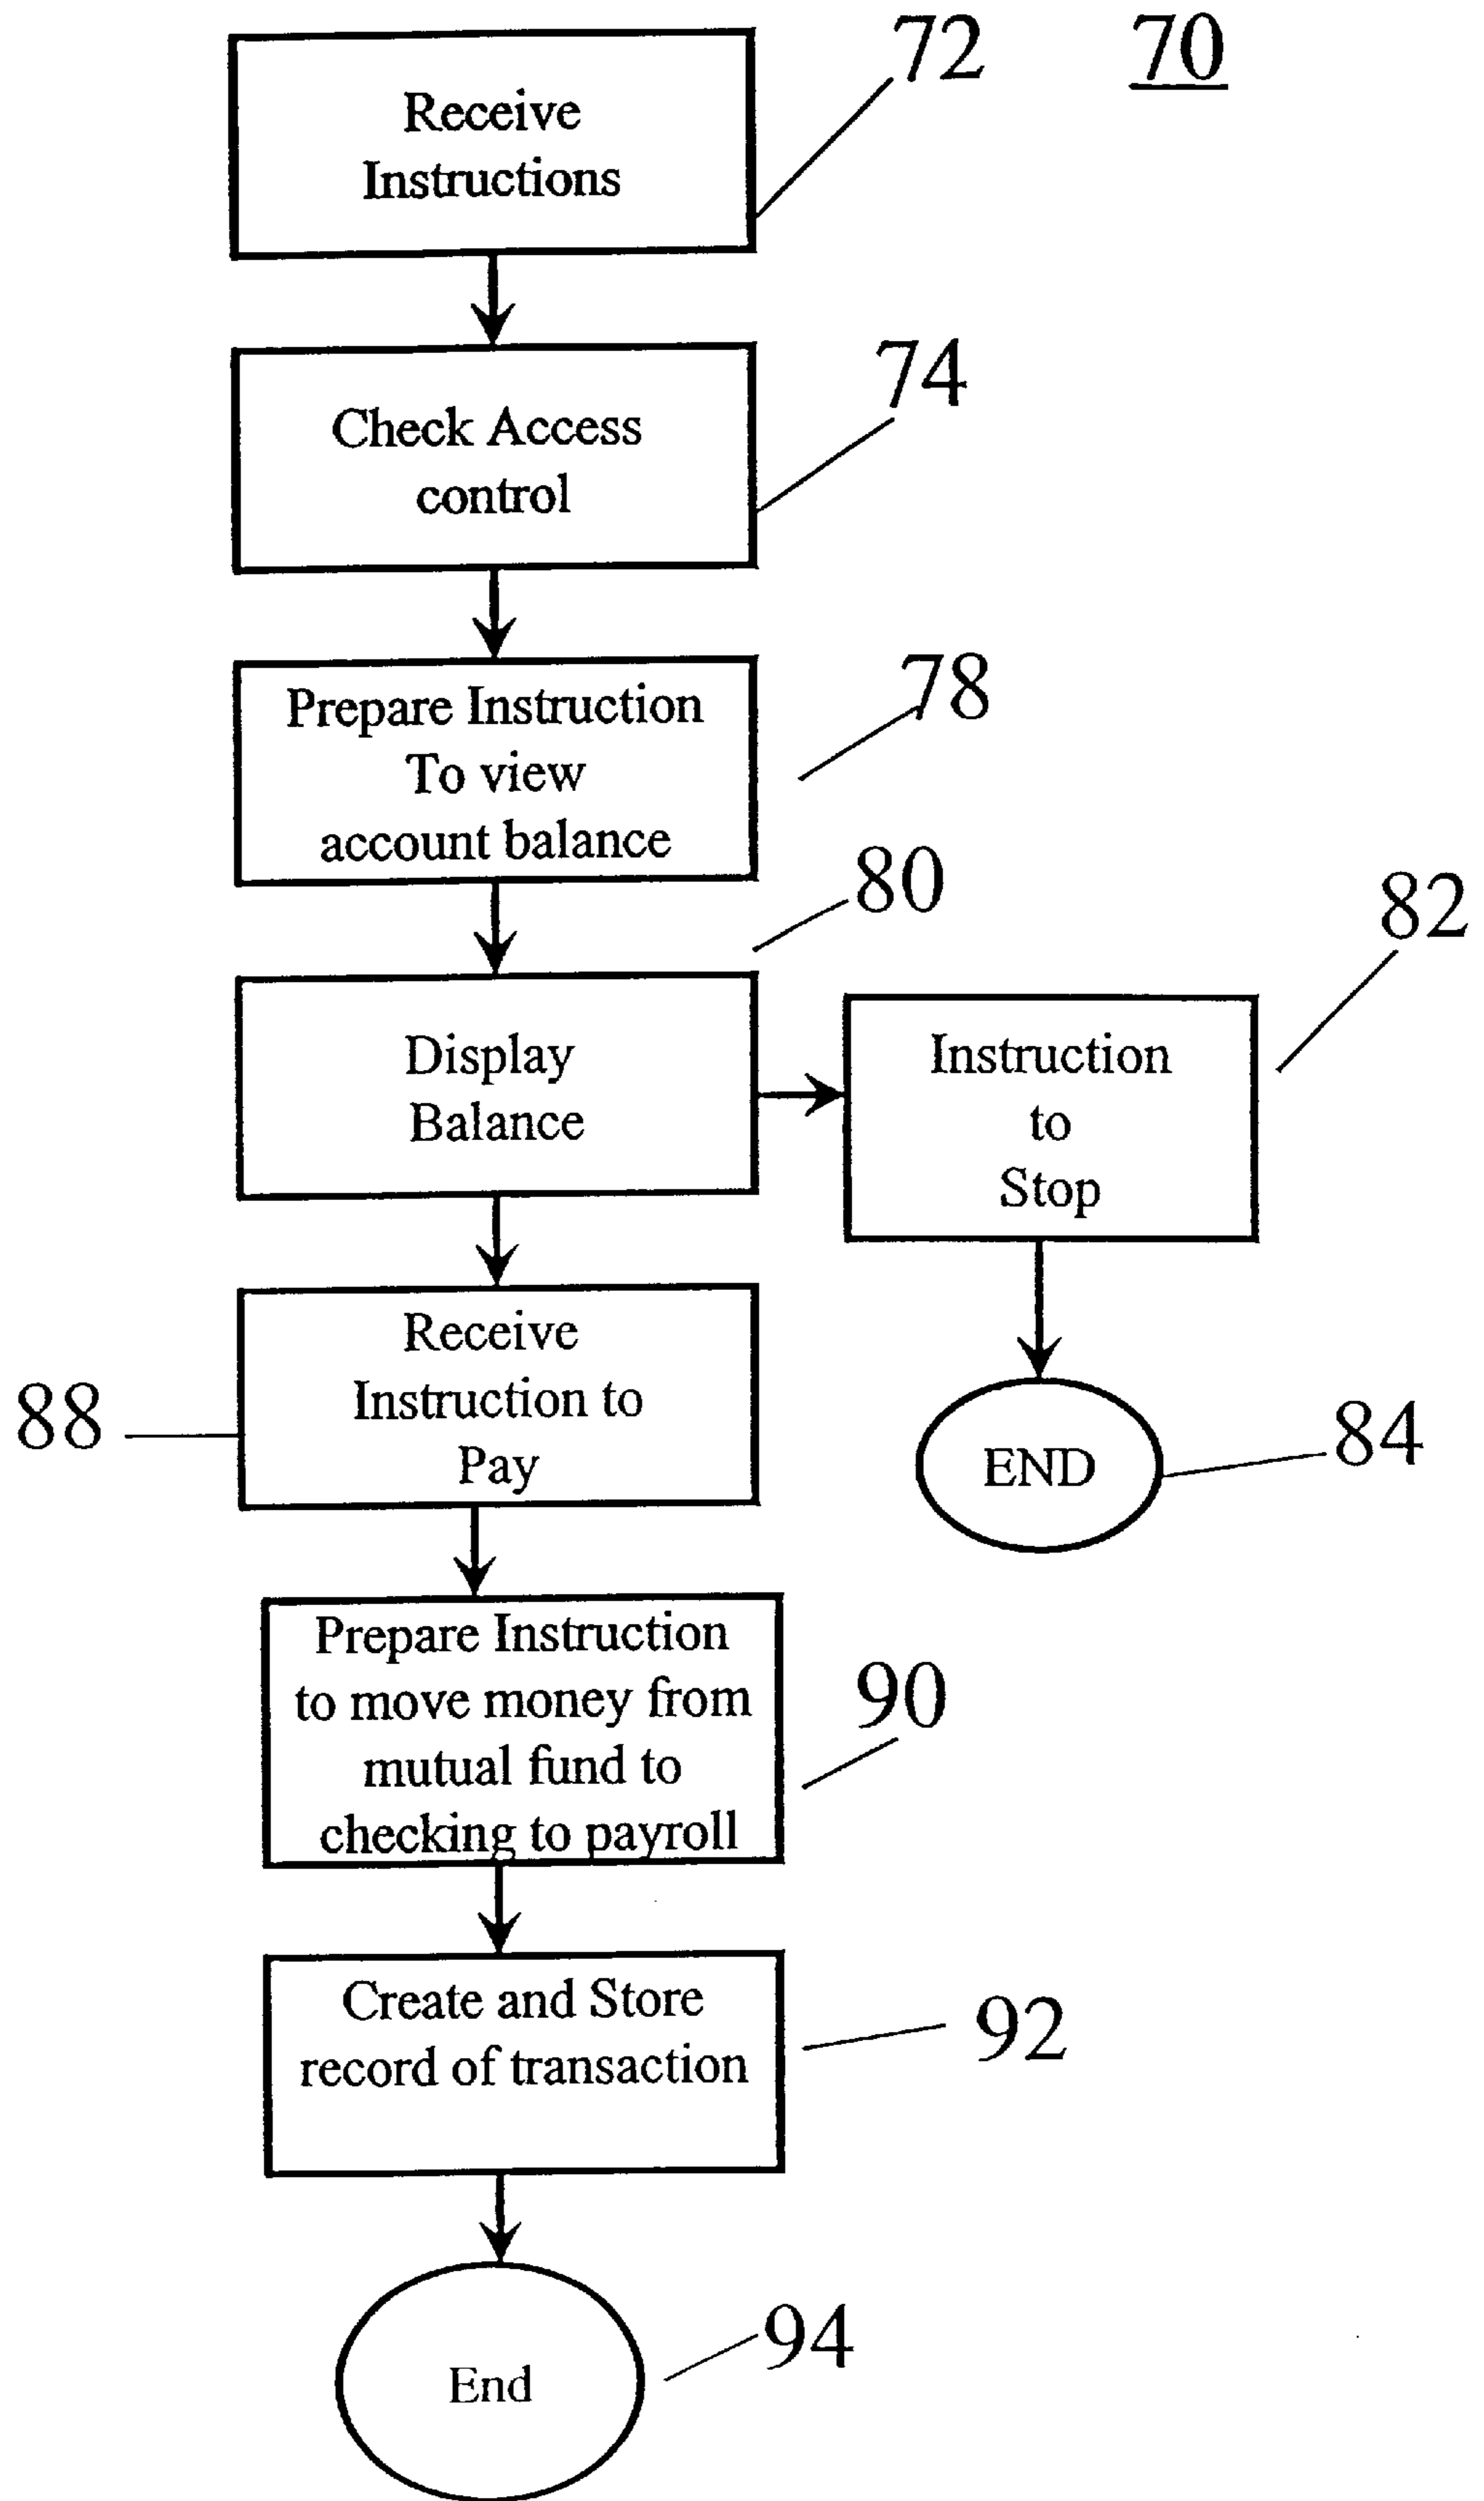 72
70
Receive
Instructions
74
Check Access
control
78
Prepare Instruction
To view
account balance
80
82
Display
Balance
Instruction
to
Stop
88
Receive
Instruction to
Pay
END
84
Prepare Instruction
to move money from
mutual fund to
checking to payroll
90
Create and Store
record of transaction
92
End
94